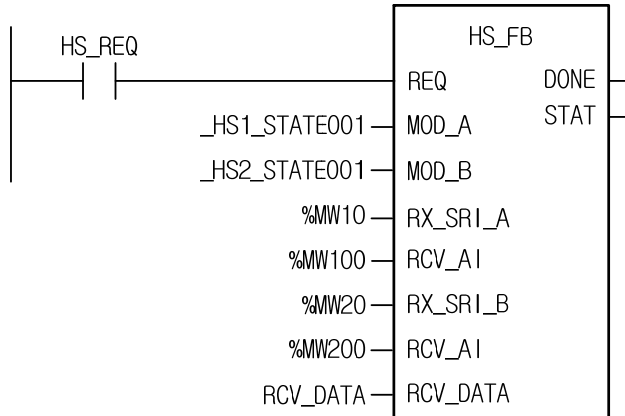 HS_REQ
HS_FB
REQ DONE
_HS1_STATE001 MOD_A STAT
_HS2_STATE001 MOD_B
%MW10 RX_SRI_A
%MW100 RCV_AI
%MW20 RX_SRI_B
%MW200 RCV_AI
RCV_DATA RCV_DATA